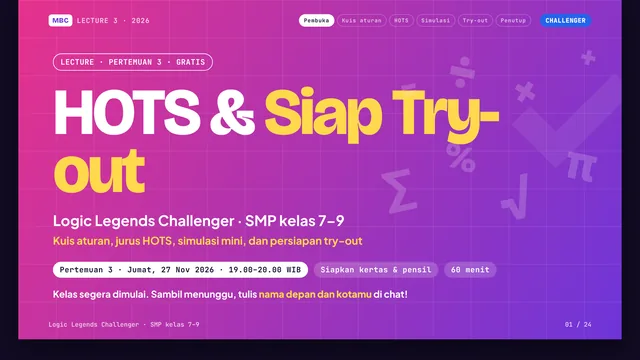 MBC LECTURE 3 · 2026
Pembuka Kuis aturan HOTS Simulasi Try-out Penutup CHALLENGER
LECTURE · PERTEMUAN 3 · GRATIS
HOTS & Siap Try-
out
Logic Legends Challenger · SMP kelas 7–9
Kuis aturan, jurus HOTS, simulasi mini, dan persiapan try-out
Pertemuan 3 · Jumat, 27 Nov 2026 · 19.00–20.00 WIB Siapkan kertas & pensil 60 menit
Kelas segera dimulai. Sambil menunggu, tulis nama depan dan kotamu di chat!
Logic Legends Challenger · SMP kelas 7–9 01 / 24
÷ × + % π Σ √